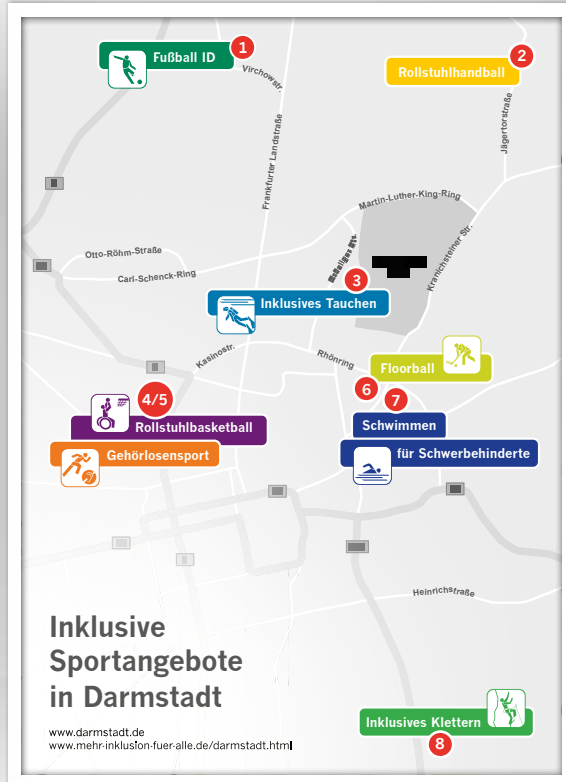 1
Fußball ID
2
Rollstuhlhandball
Virchowstr.
Frankfurter Landstraße
Jägertorstraße
Martin-Luther-King-Ring
Kranichsteiner Str.
Otto-Röhm-Straße
Carl-Schenck-Ring
3
Inklusives Tauchen
Kasinostr.
Rhönring
Floorball
6
7
4/5
Rollstuhlbasketball
Gehörlosensport
Schwimmen
für Schwerbehinderte
Heinrichstraße
Inklusive
Sportangebote
in Darmstadt
www.darmstadt.de
www.mehr-inklusion-fuer-alle.de/darmstadt.html
Inklusives Klettern
8